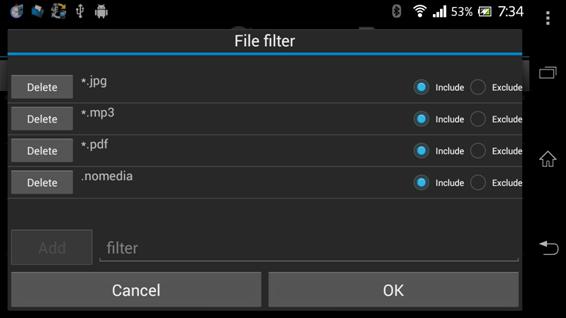 53% 7:34
File filter
Delete *.jpg Include Exclude
Delete *.mp3 Include Exclude
Delete *.pdf Include Exclude
Delete .nomedia Include Exclude
Add filter
Cancel OK